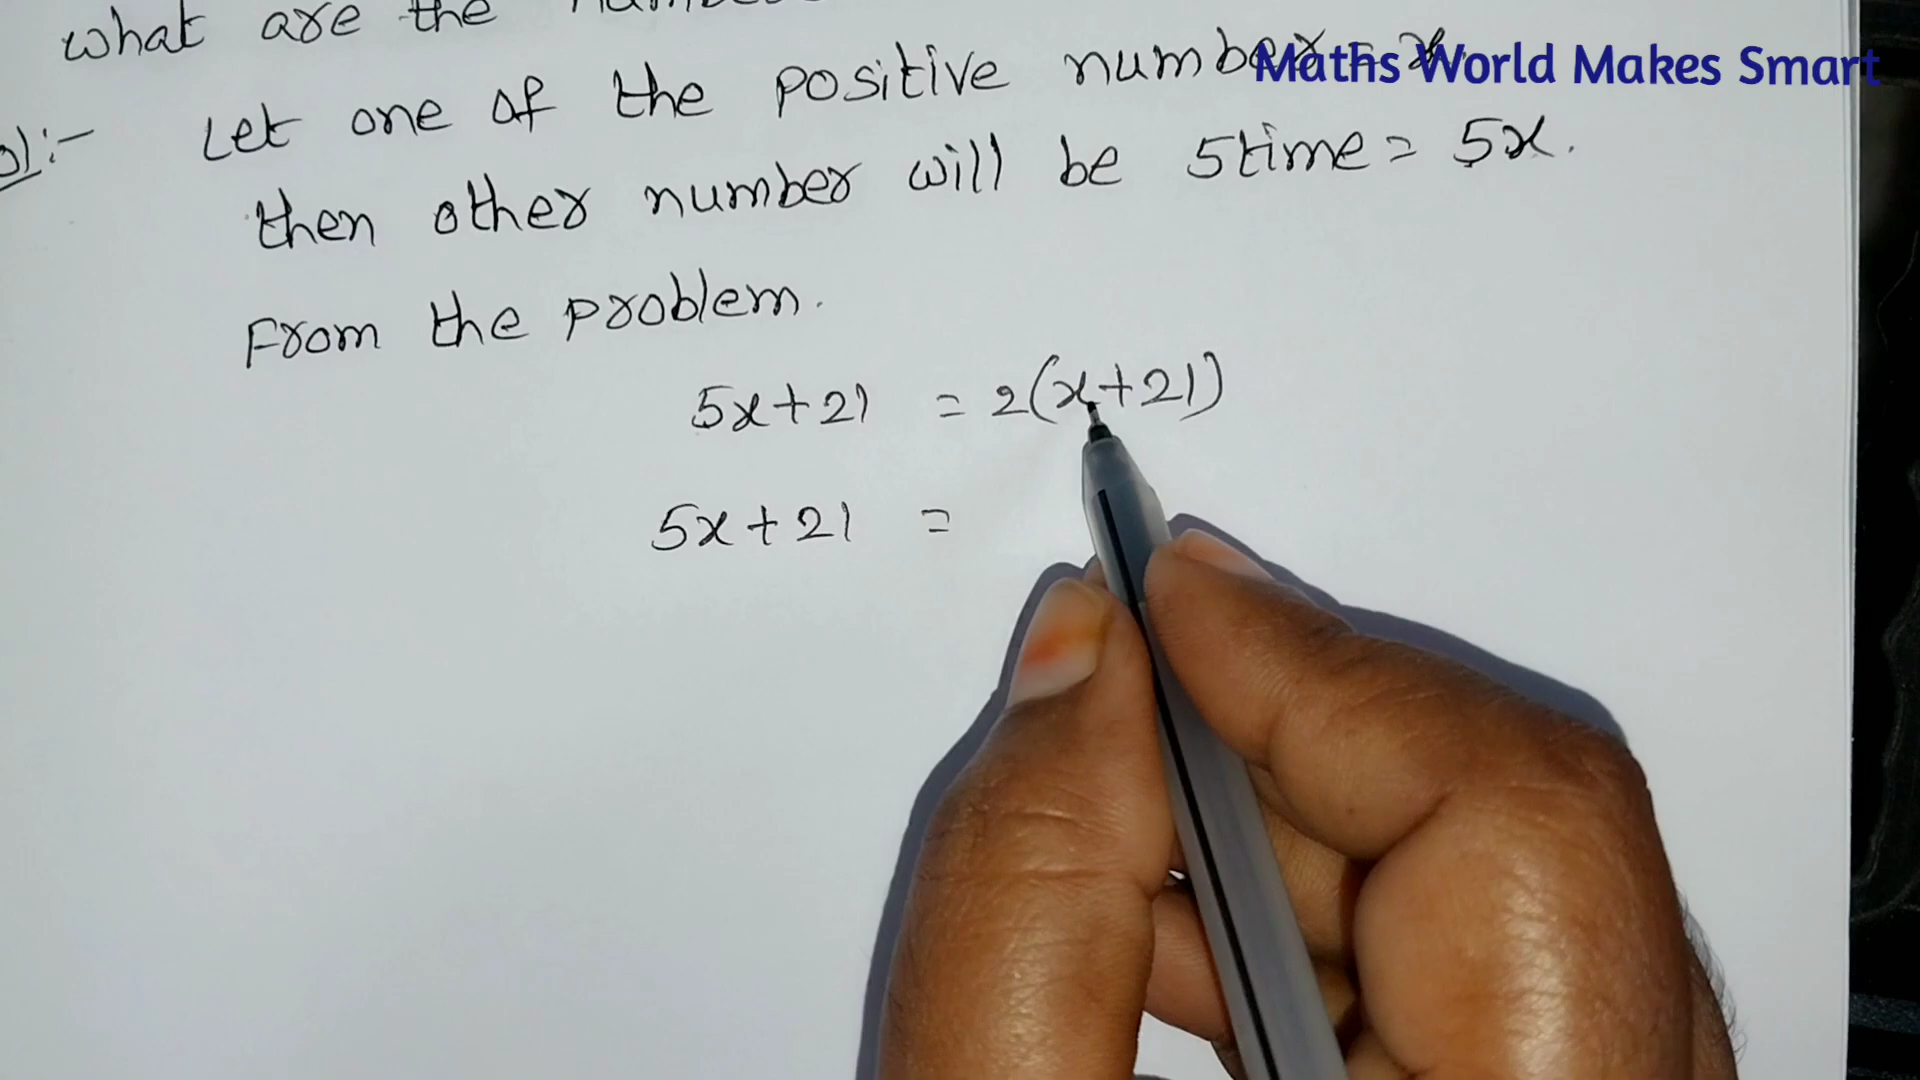 what are the
Maths World Makes Smart
Let one of the positive number = x.
then other number will be 5time = 5x.
From the problem.
5x+21 = 2(x+21)
5x+21 =